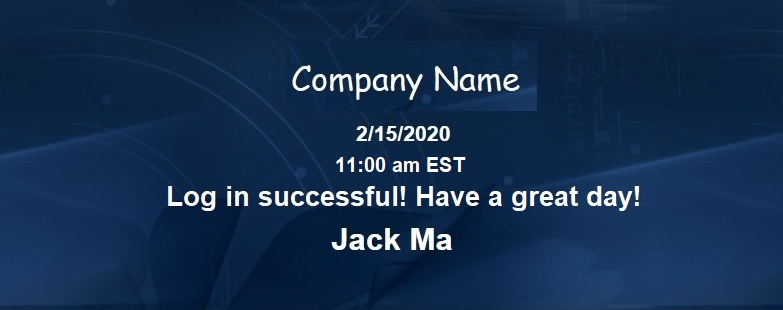 Company Name
2/15/2020
11:00 am EST
Log in successful! Have a great day!
Jack Ma